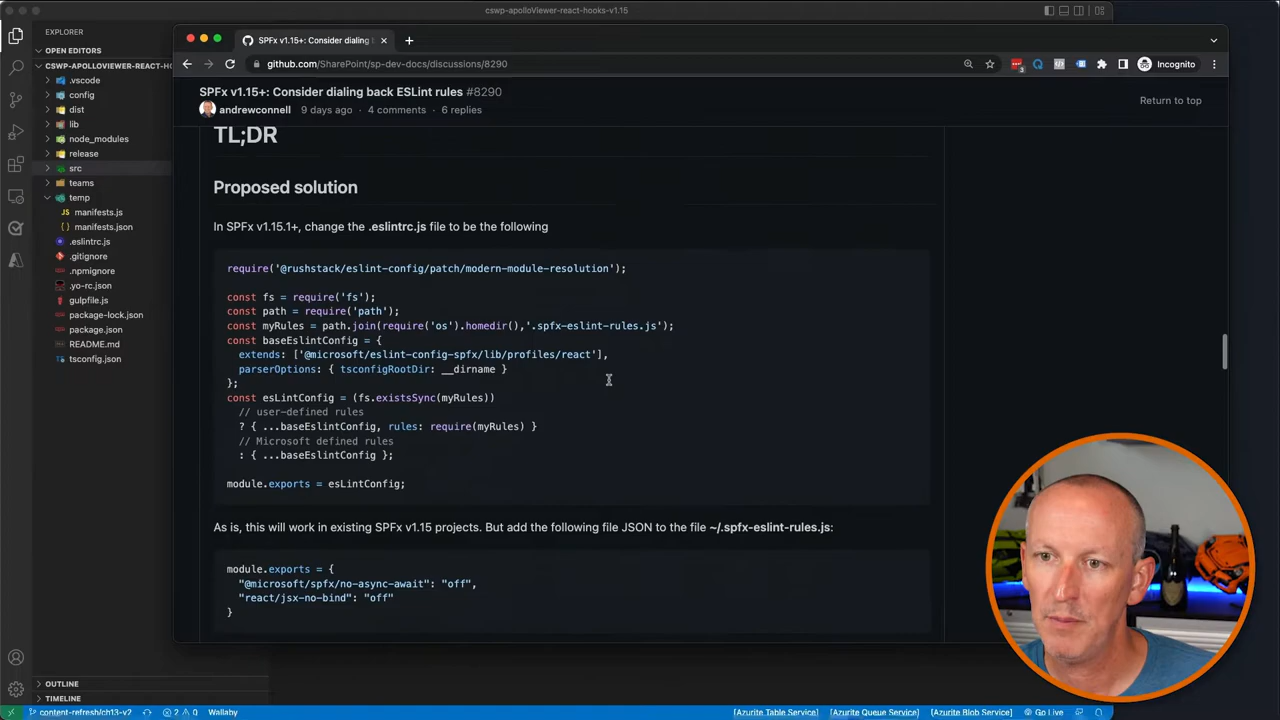 cswp-apolloViewer-react-hooks-v1.15
EXPLORER
OPEN EDITORS
CSWP-APOLLOVIEWER-REACT-HO
.vscode
config
dist
lib
node_modules
release
src
teams
temp
manifests.js
{ } manifests.json
.eslintrc.js
.gitignore
.npmignore
.yo-rc.json
gulpfile.js
package-lock.json
package.json
README.md
tsconfig.json
OUTLINE
TIMELINE
SPFx v1.15+: Consider dialing b
github.com/SharePoint/sp-dev-docs/discussions/8290
Incognito
SPFx v1.15+: Consider dialing back ESLint rules #8290
andrewconnell 9 days ago · 4 comments · 6 replies
Return to top
TL;DR
Proposed solution
In SPFx v1.15.1+, change the .eslintrc.js file to be the following
require('@rushstack/eslint-config/patch/modern-module-resolution');
const fs = require('fs');
const path = require('path');
const myRules = path.join(require('os').homedir(),'.spfx-eslint-rules.js');
const baseEslintConfig = {
extends: ['@microsoft/eslint-config-spfx/lib/profiles/react'],
parserOptions: { tsconfigRootDir: __dirname }
};
const esLintConfig = (fs.existsSync(myRules))
// user-defined rules
? { ...baseEslintConfig, rules: require(myRules) }
// Microsoft defined rules
: { ...baseEslintConfig };
module.exports = esLintConfig;
As is, this will work in existing SPFx v1.15 projects. But add the following file JSON to the file ~/.spfx-eslint-rules.js:
module.exports = {
"@microsoft/spfx/no-async-await": "off",
"react/jsx-no-bind": "off"
}
content-refresh/ch13-v2 2 0 Wallaby [Azurite Table Service] [Azurite Queue Service] [Azurite Blob Service] Go Live